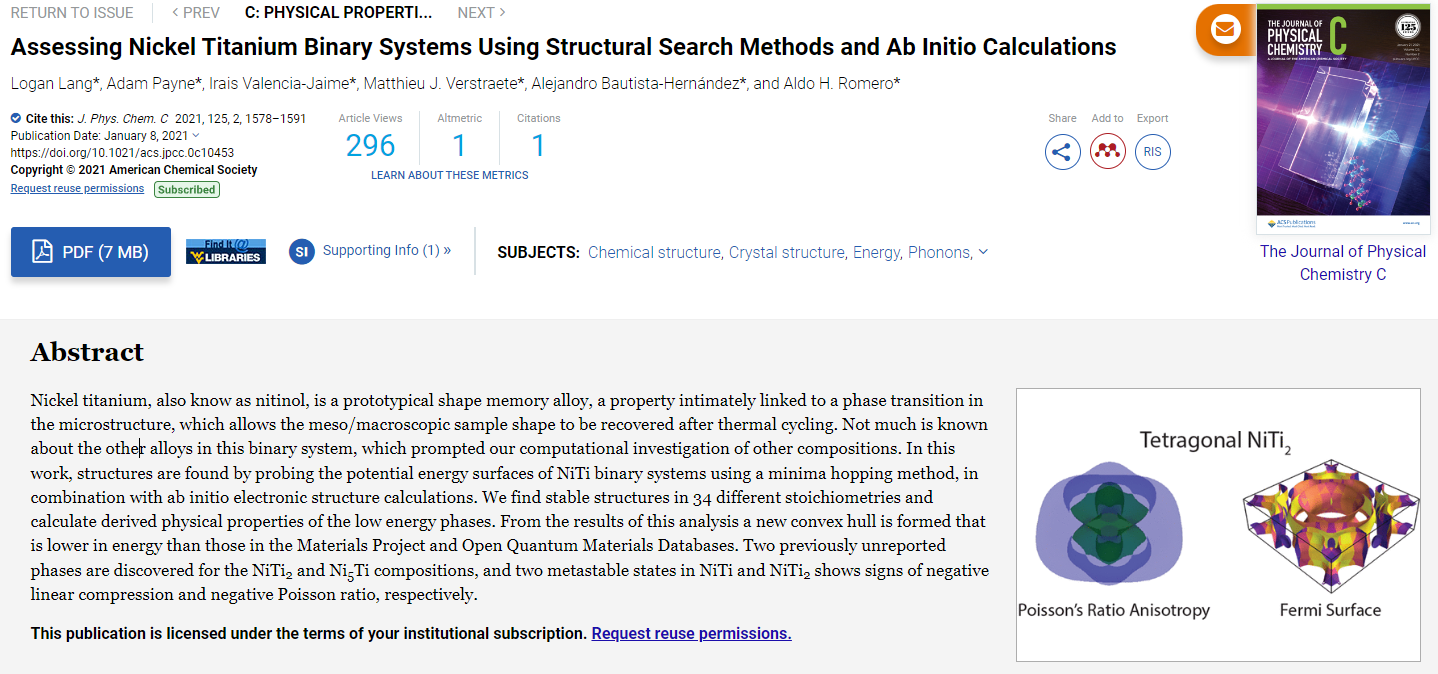 RETURN TO ISSUE < PREV C: PHYSICAL PROPERTI... NEXT >
Assessing Nickel Titanium Binary Systems Using Structural Search Methods and Ab Initio Calculations
Logan Lang*, Adam Payne*, Irais Valencia-Jaime*, Matthieu J. Verstraete*, Alejandro Bautista-Hernández*, and Aldo H. Romero*
Cite this: J. Phys. Chem. C 2021, 125, 2, 1578–1591
Publication Date: January 8, 2021
https://doi.org/10.1021/acs.jpcc.0c10453
Copyright © 2021 American Chemical Society
Request reuse permissions Subscribed
Article Views Altmetric Citations
296 1 1
LEARN ABOUT THESE METRICS
Share Add to Export
RIS
THE JOURNAL OF
PHYSICAL
CHEMISTRY C
125
ACS Publications
The Journal of Physical
Chemistry C
PDF (7 MB)
Find It @
LIBRARIES
SI Supporting Info (1) »
SUBJECTS: Chemical structure, Crystal structure, Energy, Phonons,
Abstract
Nickel titanium, also know as nitinol, is a prototypical shape memory alloy, a property intimately linked to a phase transition in
the microstructure, which allows the meso/macroscopic sample shape to be recovered after thermal cycling. Not much is known
about the other alloys in this binary system, which prompted our computational investigation of other compositions. In this
work, structures are found by probing the potential energy surfaces of NiTi binary systems using a minima hopping method, in
combination with ab initio electronic structure calculations. We find stable structures in 34 different stoichiometries and
calculate derived physical properties of the low energy phases. From the results of this analysis a new convex hull is formed that
is lower in energy than those in the Materials Project and Open Quantum Materials Databases. Two previously unreported
phases are discovered for the NiTi₂ and Ni₅Ti compositions, and two metastable states in NiTi and NiTi₂ shows signs of negative
linear compression and negative Poisson ratio, respectively.
This publication is licensed under the terms of your institutional subscription. Request reuse permissions.
Tetragonal NiTi₂
Poisson's Ratio Anisotropy
Fermi Surface